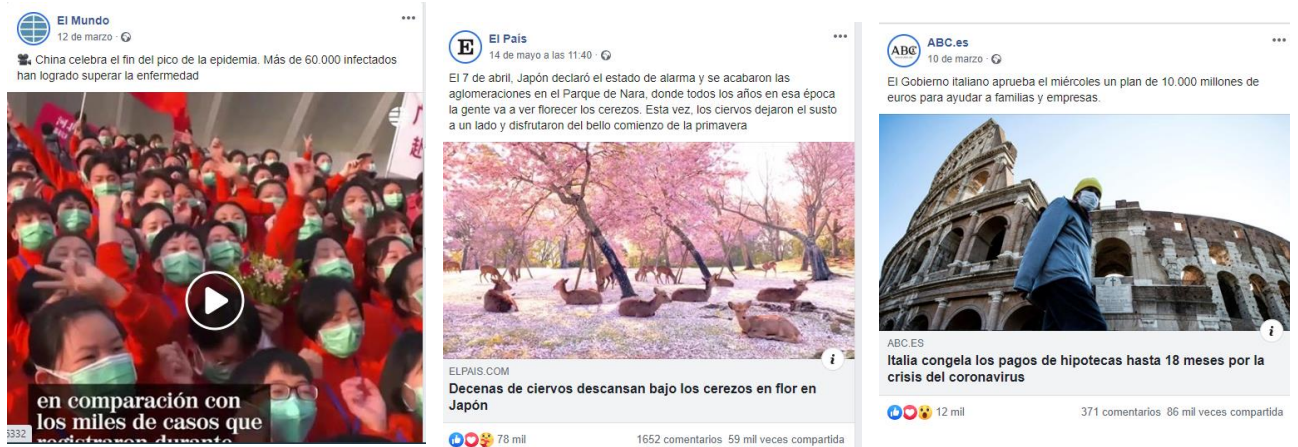 El Mundo
12 de marzo ·
China celebra el fin del pico de la epidemia. Más de 60.000 infectados
han logrado superar la enfermedad
en comparación con
los miles de casos que
registraron durante
5332
El País
14 de mayo a las 11:40 ·
El 7 de abril, Japón declaró el estado de alarma y se acabaron las
aglomeraciones en el Parque de Nara, donde todos los años en esa época
la gente va a ver florecer los cerezos. Esta vez, los ciervos dejaron el susto
a un lado y disfrutaron del bello comienzo de la primavera
ELPAIS.COM
Decenas de ciervos descansan bajo los cerezos en flor en
Japón
78 mil
1652 comentarios 59 mil veces compartida
ABC
ABC.es
10 de marzo ·
El Gobierno italiano aprueba el miércoles un plan de 10.000 millones de
euros para ayudar a familias y empresas.
ABC.ES
Italia congela los pagos de hipotecas hasta 18 meses por la
crisis del coronavirus
12 mil
371 comentarios 86 mil veces compartida